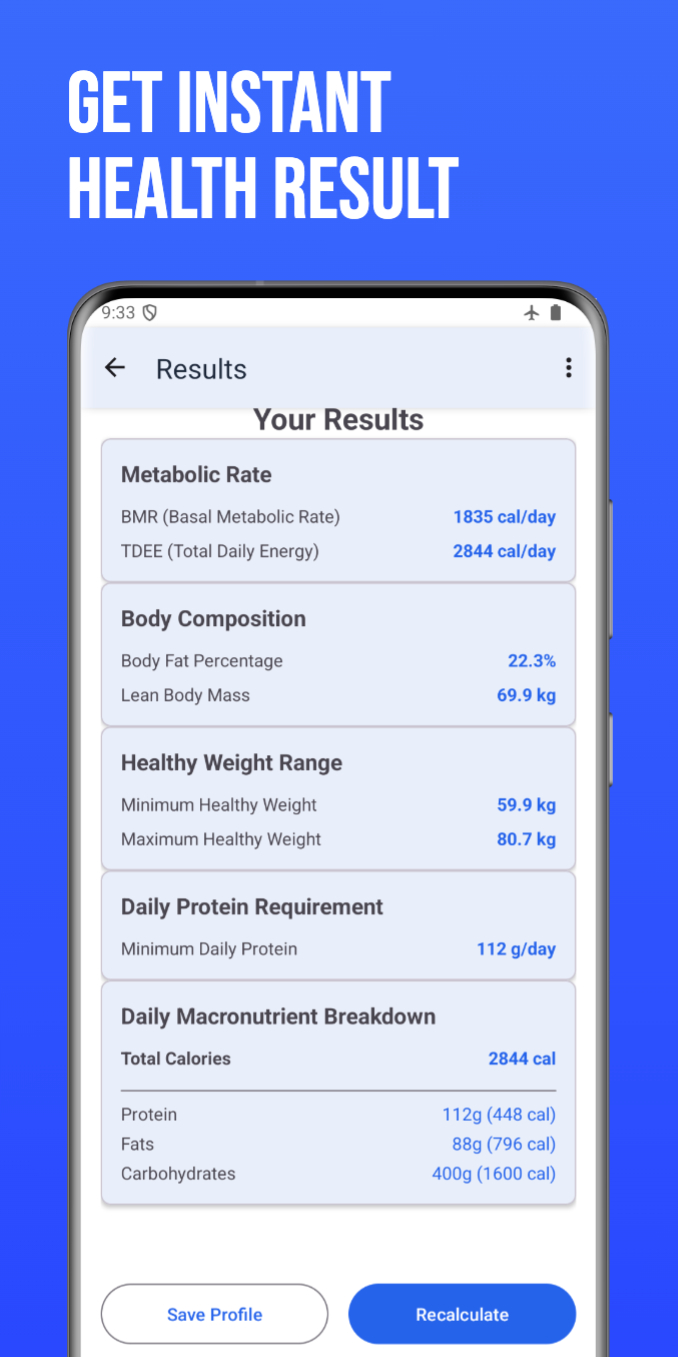 GET INSTANT
HEALTH RESULT
9:33
Results
Your Results
Metabolic Rate
BMR (Basal Metabolic Rate) 1835 cal/day
TDEE (Total Daily Energy) 2844 cal/day
Body Composition
Body Fat Percentage 22.3%
Lean Body Mass 69.9 kg
Healthy Weight Range
Minimum Healthy Weight 59.9 kg
Maximum Healthy Weight 80.7 kg
Daily Protein Requirement
Minimum Daily Protein 112 g/day
Daily Macronutrient Breakdown
Total Calories 2844 cal
Protein 112g (448 cal)
Fats 88g (796 cal)
Carbohydrates 400g (1600 cal)
Save Profile Recalculate